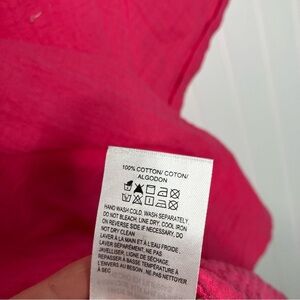 100% COTTON/ COTON/
ALGODON
HAND WASH COLD. WASH SEPARATELY
DO NOT BLEACH. LINE DRY. COOL IRON
ON REVERSE SIDE IF NECESSARY. DO
NOT DRY CLEAN
LAVER À LA MAIN ET À L'EAU FROIDE.
LAVER SÉPAREMENT, NE PAS
JAVELLISER, LIGNE DE SÉCHAGE.
REPASSER À BASSE TEMPÉRATURE À
L'ENVERS AU BESOIN, NE PAS NETTOYER
À SEC